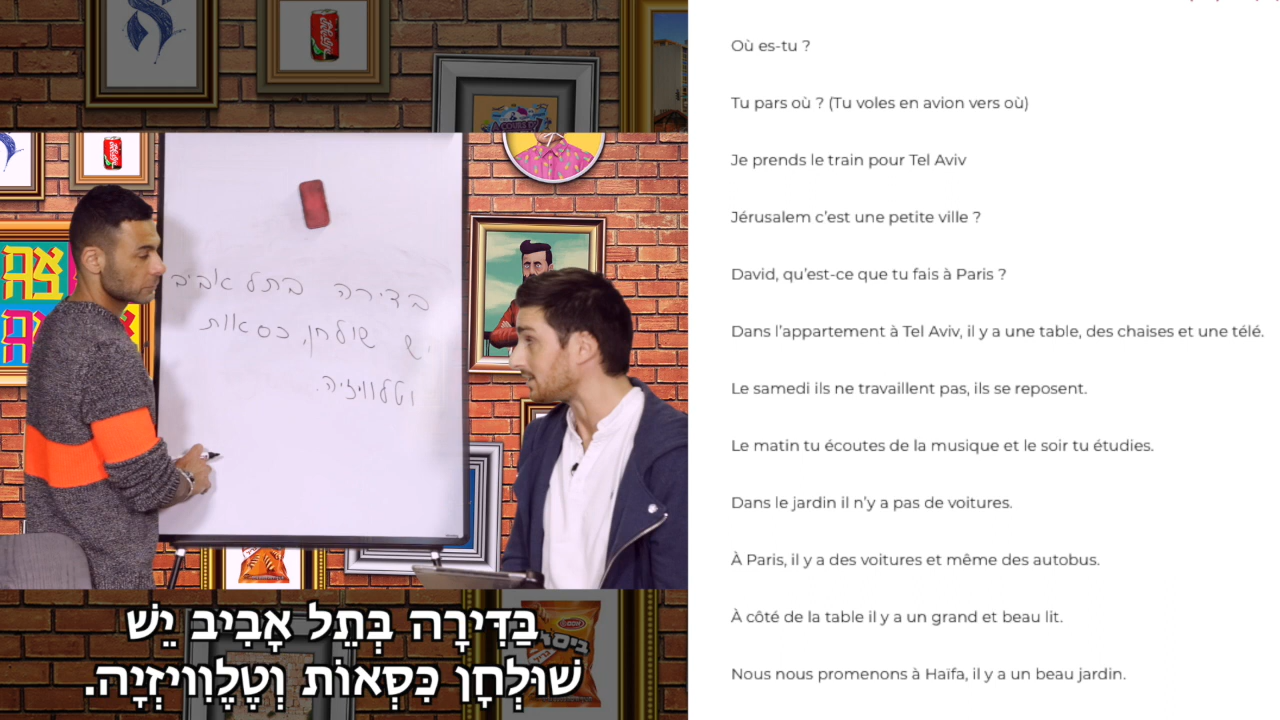 בדירה בתל אביב
יש שולחן, כסאות
וטלוויזיה.
בַּדִּירָה בְּתֵל אָבִיב יֵשׁ
שׁוּלְחָן כִּסְאוֹת וְטֶלֶוִויזְיָה.
Où es-tu ?
Tu pars où ? (Tu voles en avion vers où)
Je prends le train pour Tel Aviv
Jérusalem c’est une petite ville ?
David, qu’est-ce que tu fais à Paris ?
Dans l’appartement à Tel Aviv, il y a une table, des chaises et une télé.
Le samedi ils ne travaillent pas, ils se reposent.
Le matin tu écoutes de la musique et le soir tu étudies.
Dans le jardin il n’y a pas de voitures.
À Paris, il y a des voitures et même des autobus.
À côté de la table il y a un grand et beau lit.
Nous nous promenons à Haïfa, il y a un beau jardin.